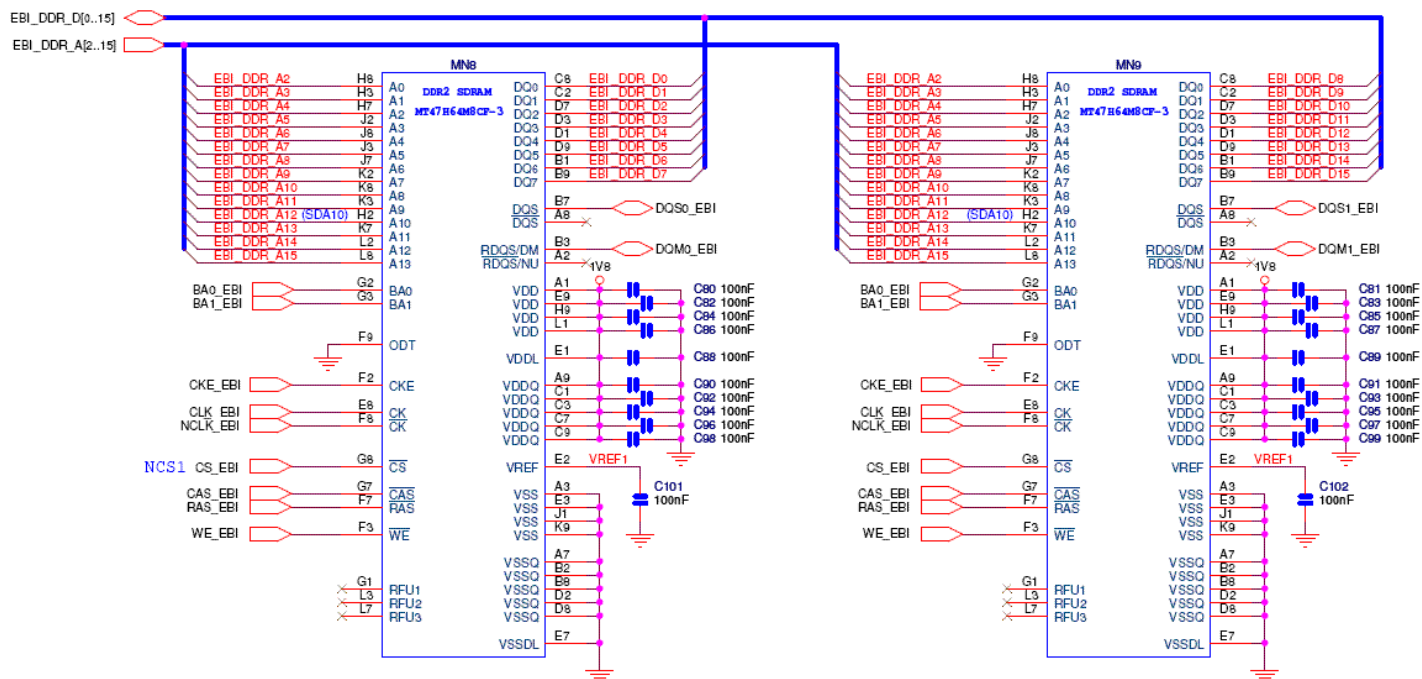 EBI_DDR_D[0..15]
EBI_DDR_A[2..15]
MN8
DDR2 SDRAM
MT47H64M8CF-3
EBI_DDR_A2 H8 A0 DQ0 C8 EBI_DDR_D0
EBI_DDR_A3 H3 A1 DQ1 C2 EBI_DDR_D1
EBI_DDR_A4 H7 A2 DQ2 D7 EBI_DDR_D2
EBI_DDR_A5 J2 A3 DQ3 D3 EBI_DDR_D3
EBI_DDR_A6 J8 A4 DQ4 D1 EBI_DDR_D4
EBI_DDR_A7 J3 A5 DQ5 D9 EBI_DDR_D5
EBI_DDR_A8 J7 A6 DQ6 B1 EBI_DDR_D6
EBI_DDR_A9 K2 A7 DQ7 B9 EBI_DDR_D7
EBI_DDR_A10 K8 A8
EBI_DDR_A11 K3 A9 DQS B7 DQS0_EBI
EBI_DDR_A12 (SDA10) H2 A10 DQS A8
EBI_DDR_A13 K7 A11
EBI_DDR_A14 L2 A12 RDQS/DM B3 DQM0_EBI
EBI_DDR_A15 L8 A13 RDQS/NU A2
1V8
BA0_EBI G2 BA0 VDD A1 C80 100nF
BA1_EBI G3 BA1 VDD E9 C82 100nF
VDD H9 C84 100nF
VDD L1 C86 100nF
F9 ODT
VDDL E1 C88 100nF
CKE_EBI F2 CKE VDDQ A9 C90 100nF
VDDQ C1 C92 100nF
CLK_EBI E8 CK VDDQ C3 C94 100nF
NCLK_EBI F8 CK VDDQ C7 C96 100nF
VDDQ C9 C98 100nF
NCS1 CS_EBI G8 CS VREF E2 VREF1
CAS_EBI G7 CAS VSS A3 C101
RAS_EBI F7 RAS VSS E3 100nF
VSS J1
WE_EBI F3 WE VSS K9
VSSQ A7
VSSQ B2
G1 RFU1 VSSQ B8
L3 RFU2 VSSQ D2
L7 RFU3 VSSQ D8
VSSDL E7
MN9
DDR2 SDRAM
MT47H64M8CF-3
EBI_DDR_A2 H8 A0 DQ0 C8 EBI_DDR_D8
EBI_DDR_A3 H3 A1 DQ1 C2 EBI_DDR_D9
EBI_DDR_A4 H7 A2 DQ2 D7 EBI_DDR_D10
EBI_DDR_A5 J2 A3 DQ3 D3 EBI_DDR_D11
EBI_DDR_A6 J8 A4 DQ4 D1 EBI_DDR_D12
EBI_DDR_A7 J3 A5 DQ5 D9 EBI_DDR_D13
EBI_DDR_A8 J7 A6 DQ6 B1 EBI_DDR_D14
EBI_DDR_A9 K2 A7 DQ7 B9 EBI_DDR_D15
EBI_DDR_A10 K8 A8
EBI_DDR_A11 K3 A9 DQS B7 DQS1_EBI
EBI_DDR_A12 (SDA10) H2 A10 DQS A8
EBI_DDR_A13 K7 A11
EBI_DDR_A14 L2 A12 RDQS/DM B3 DQM1_EBI
EBI_DDR_A15 L8 A13 RDQS/NU A2
1V8
BA0_EBI G2 BA0 VDD A1 C81 100nF
BA1_EBI G3 BA1 VDD E9 C83 100nF
VDD H9 C85 100nF
VDD L1 C87 100nF
F9 ODT
VDDL E1 C89 100nF
CKE_EBI F2 CKE VDDQ A9 C91 100nF
VDDQ C1 C93 100nF
CLK_EBI E8 CK VDDQ C3 C95 100nF
NCLK_EBI F8 CK VDDQ C7 C97 100nF
VDDQ C9 C99 100nF
CS_EBI G8 CS VREF E2 VREF1
CAS_EBI G7 CAS VSS A3 C102
RAS_EBI F7 RAS VSS E3 100nF
VSS J1
WE_EBI F3 WE VSS K9
VSSQ A7
VSSQ B2
G1 RFU1 VSSQ B8
L3 RFU2 VSSQ D2
L7 RFU3 VSSQ D8
VSSDL E7